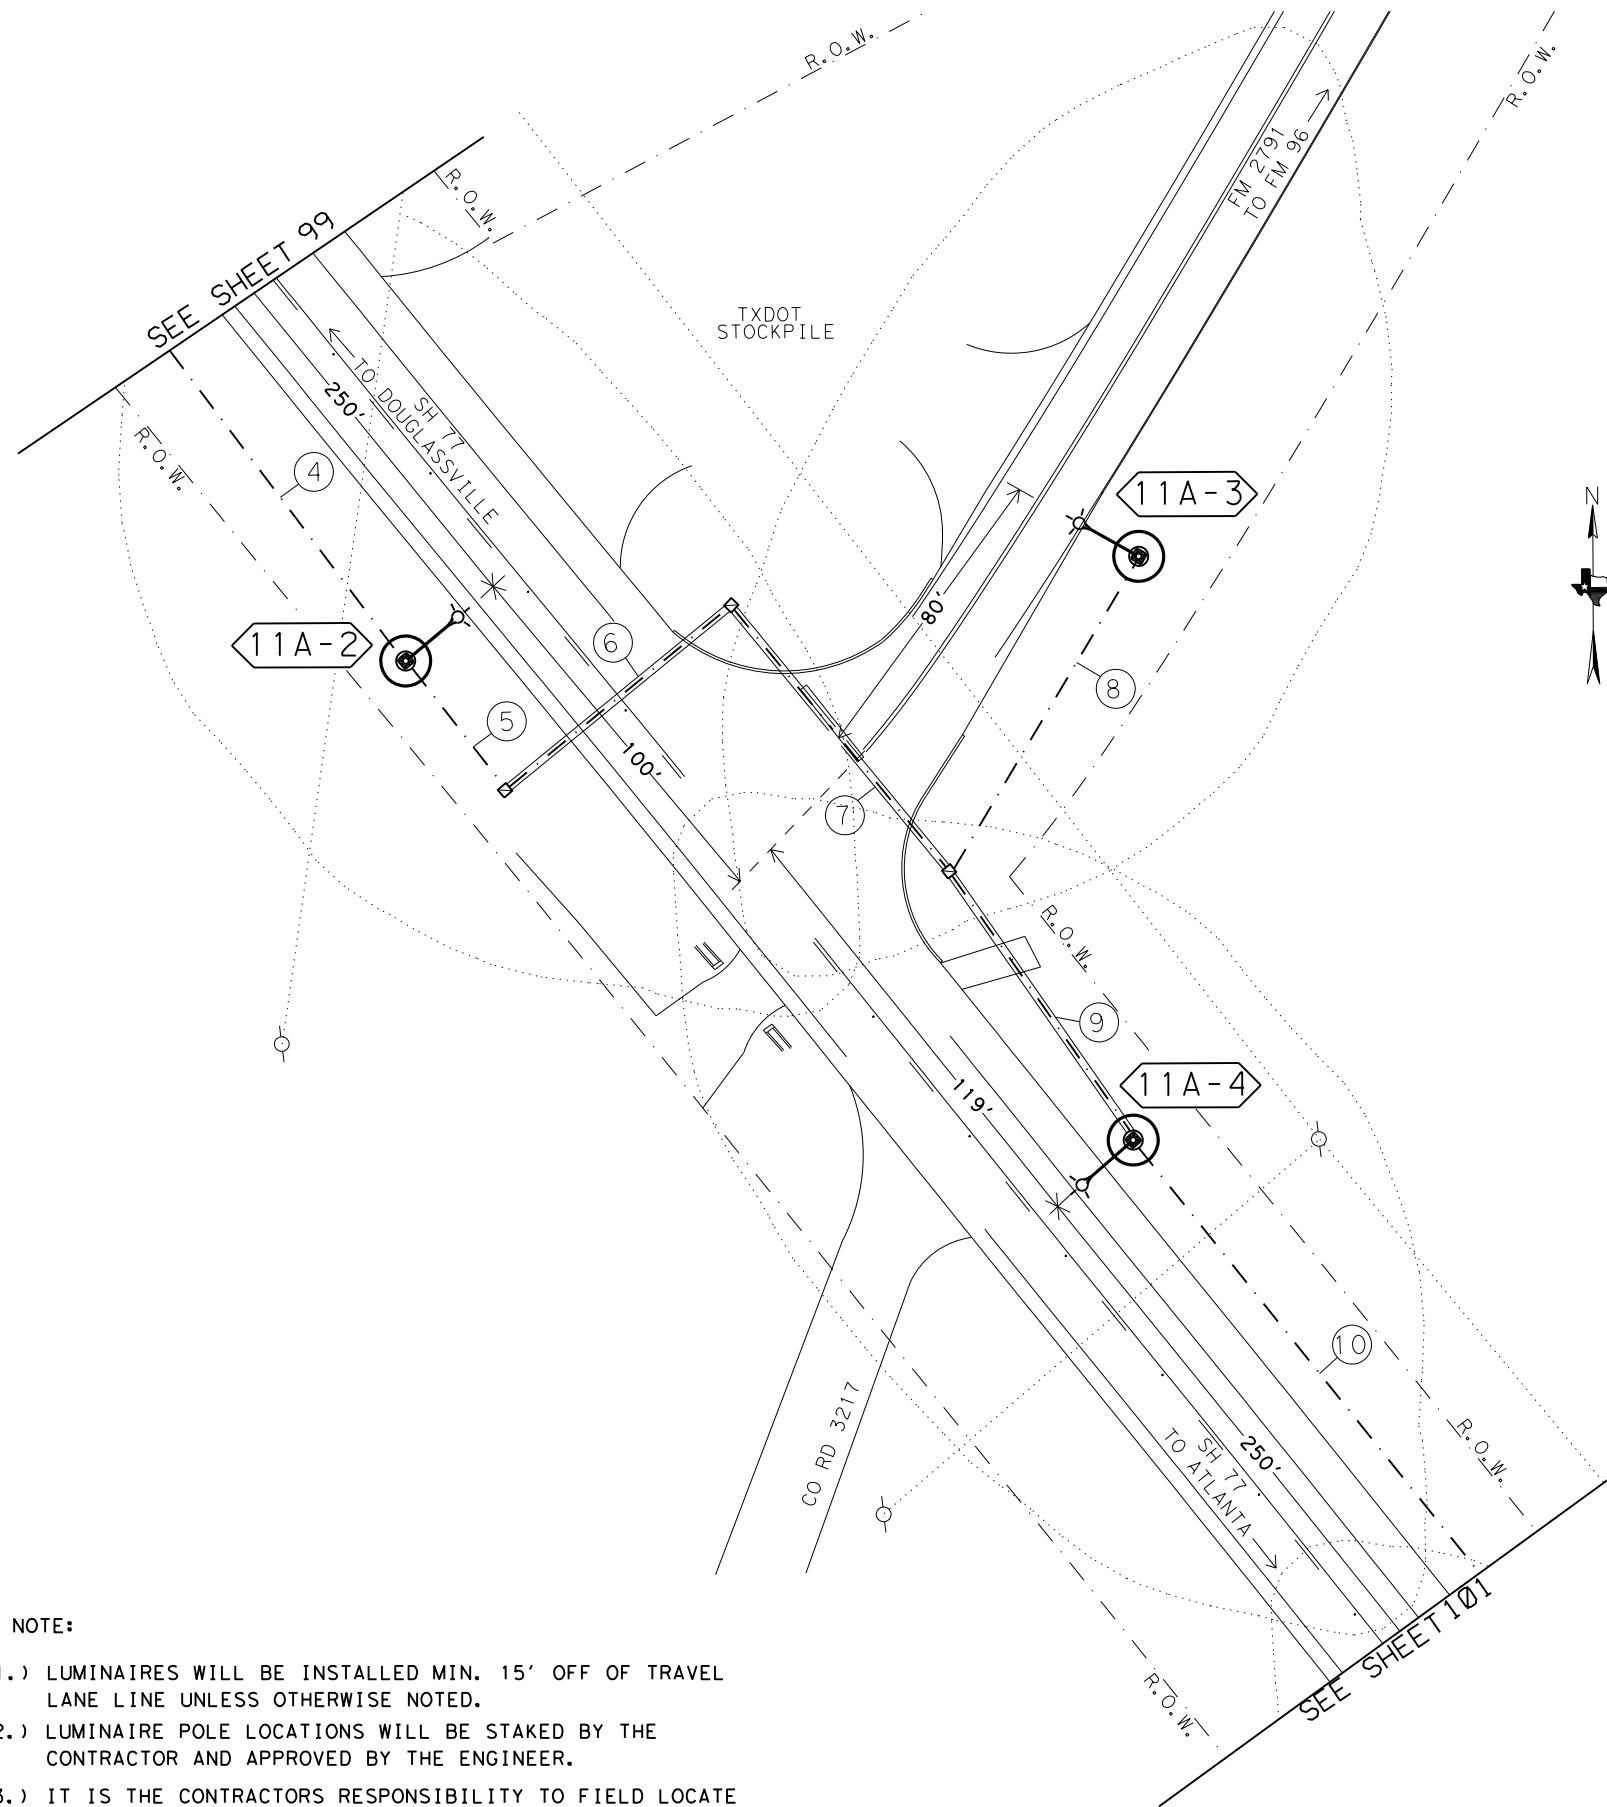 R.O.W.
R.O.W.
FM 2791
TO FM 96
R.O.W.
SEE SHEET 99
TXDOT
STOCKPILE
TO DOUGLASSVILLE
SH 77
250'
R.O.W.
4
11A-3
N
80'
11A-2
6
8
5
100'
7
R.O.W.
9
11A-4
119'
10
CO RD 3217
R.O.W.
250'
SH 77
TO ATLANTA
SEE SHEET 101
R.O.W.
NOTE:
.) LUMINAIRES WILL BE INSTALLED MIN. 15' OFF OF TRAVEL
LANE LINE UNLESS OTHERWISE NOTED.
2.) LUMINAIRE POLE LOCATIONS WILL BE STAKED BY THE
CONTRACTOR AND APPROVED BY THE ENGINEER.
3.) IT IS THE CONTRACTORS RESPONSIBILITY TO FIELD LOCATE